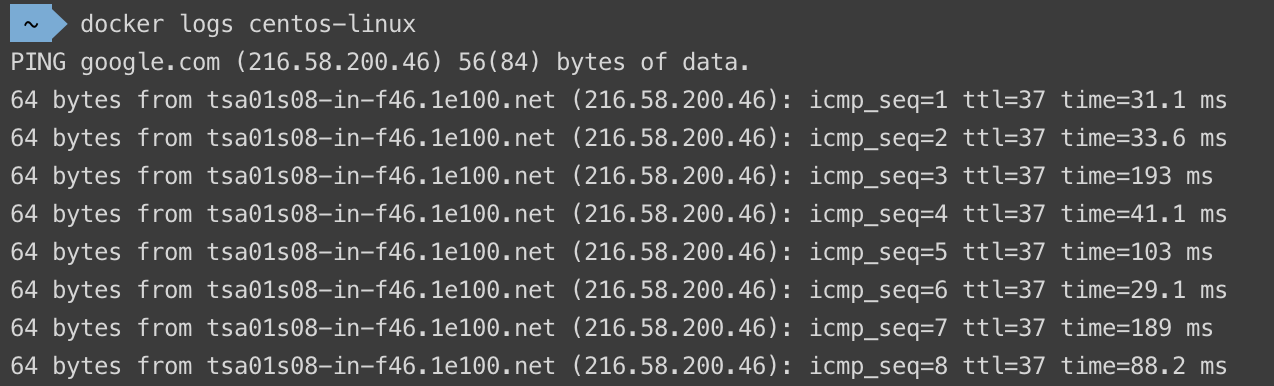 ~ docker logs centos-linux
PING google.com (216.58.200.46) 56(84) bytes of data.
64 bytes from tsa01s08-in-f46.1e100.net (216.58.200.46): icmp_seq=1 ttl=37 time=31.1 ms
64 bytes from tsa01s08-in-f46.1e100.net (216.58.200.46): icmp_seq=2 ttl=37 time=33.6 ms
64 bytes from tsa01s08-in-f46.1e100.net (216.58.200.46): icmp_seq=3 ttl=37 time=193 ms
64 bytes from tsa01s08-in-f46.1e100.net (216.58.200.46): icmp_seq=4 ttl=37 time=41.1 ms
64 bytes from tsa01s08-in-f46.1e100.net (216.58.200.46): icmp_seq=5 ttl=37 time=103 ms
64 bytes from tsa01s08-in-f46.1e100.net (216.58.200.46): icmp_seq=6 ttl=37 time=29.1 ms
64 bytes from tsa01s08-in-f46.1e100.net (216.58.200.46): icmp_seq=7 ttl=37 time=189 ms
64 bytes from tsa01s08-in-f46.1e100.net (216.58.200.46): icmp_seq=8 ttl=37 time=88.2 ms